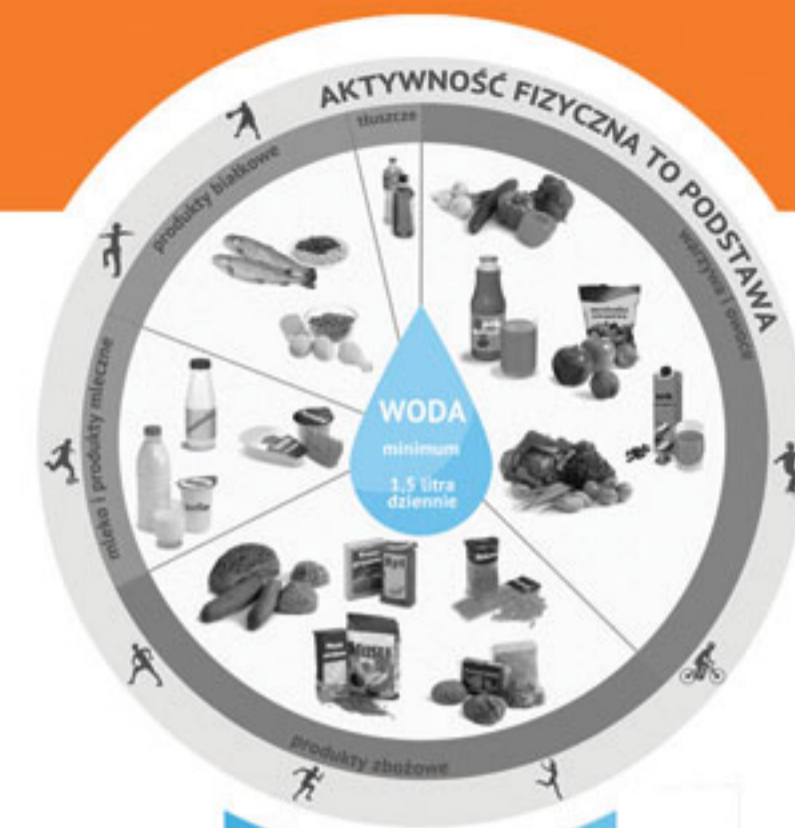 AKTYWNOŚĆ FIZYCZNA TO PODSTAWA
tłuszcze
warzywa i owoce
produkty białkowe
mleko i produkty mleczne
produkty zbożowe
WODA
minimum
1,5 litra
dziennie